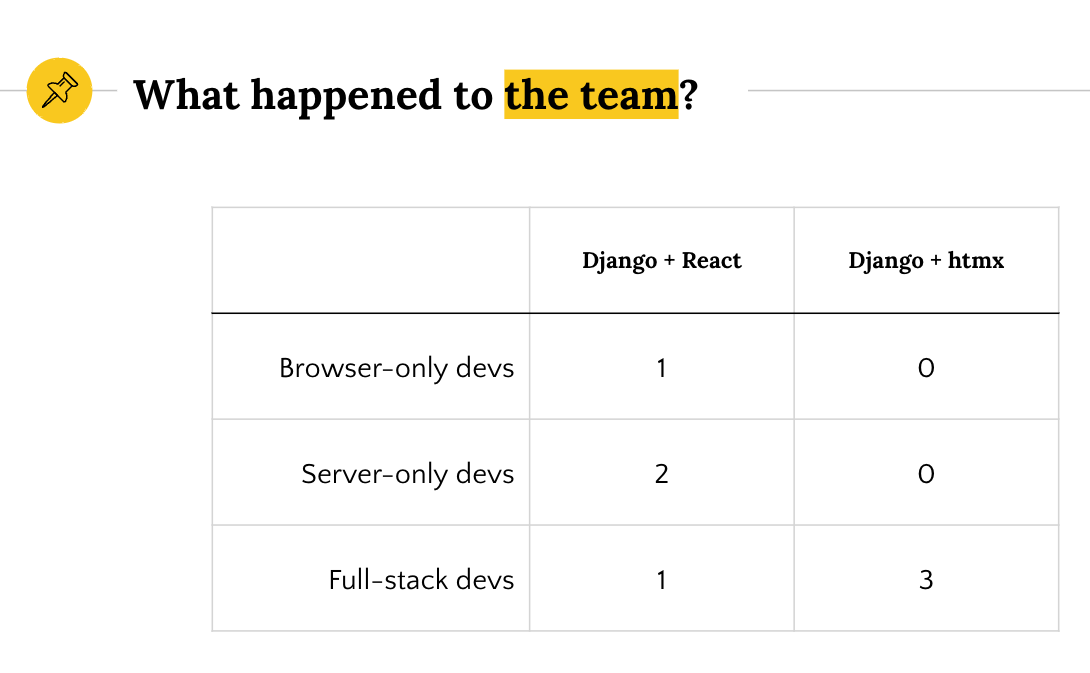 What happened to the team?
Django + React Django + htmx
Browser-only devs 1 0
Server-only devs 2 0
Full-stack devs 1 3